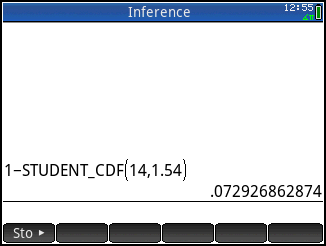 Inference
12:55
1−STUDENT_CDF(14,1.54)
.072926862874
Sto ▸